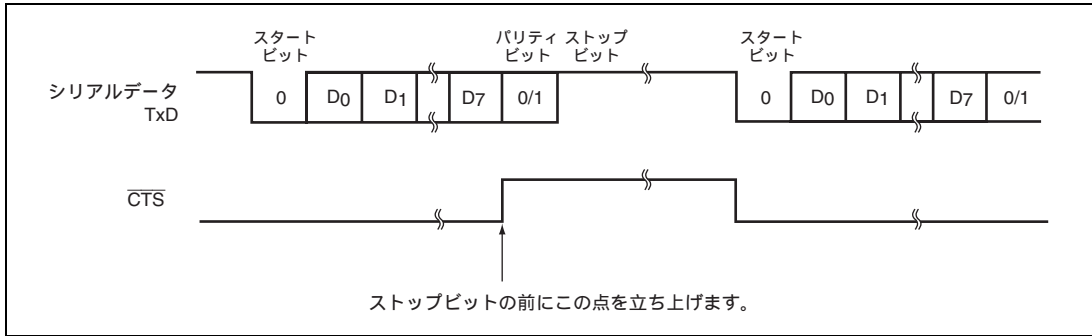 スタート
ビット
パリティ ストップ
ビット ビット
スタート
ビット
シリアルデータ
TxD
0 D0 D1 D7 0/1 0 D0 D1 D7 0/1
CTS
ストップビットの前にこの点を立ち上げます。